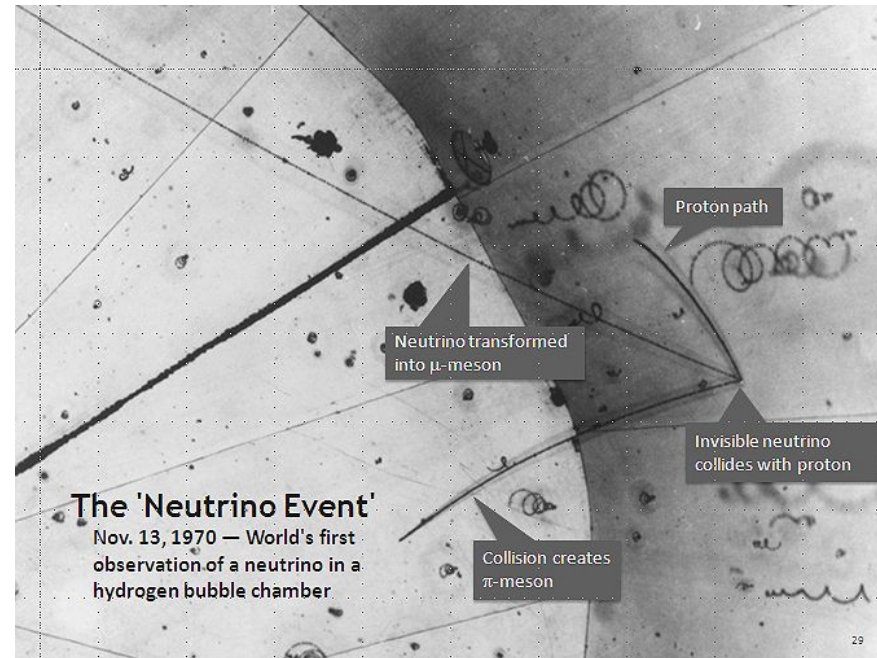 Proton path
Neutrino transformed
into μ-meson
Invisible neutrino
collides with proton
The 'Neutrino Event'
Nov. 13, 1970 — World's first
observation of a neutrino in a
hydrogen bubble chamber
Collision creates
π-meson
29